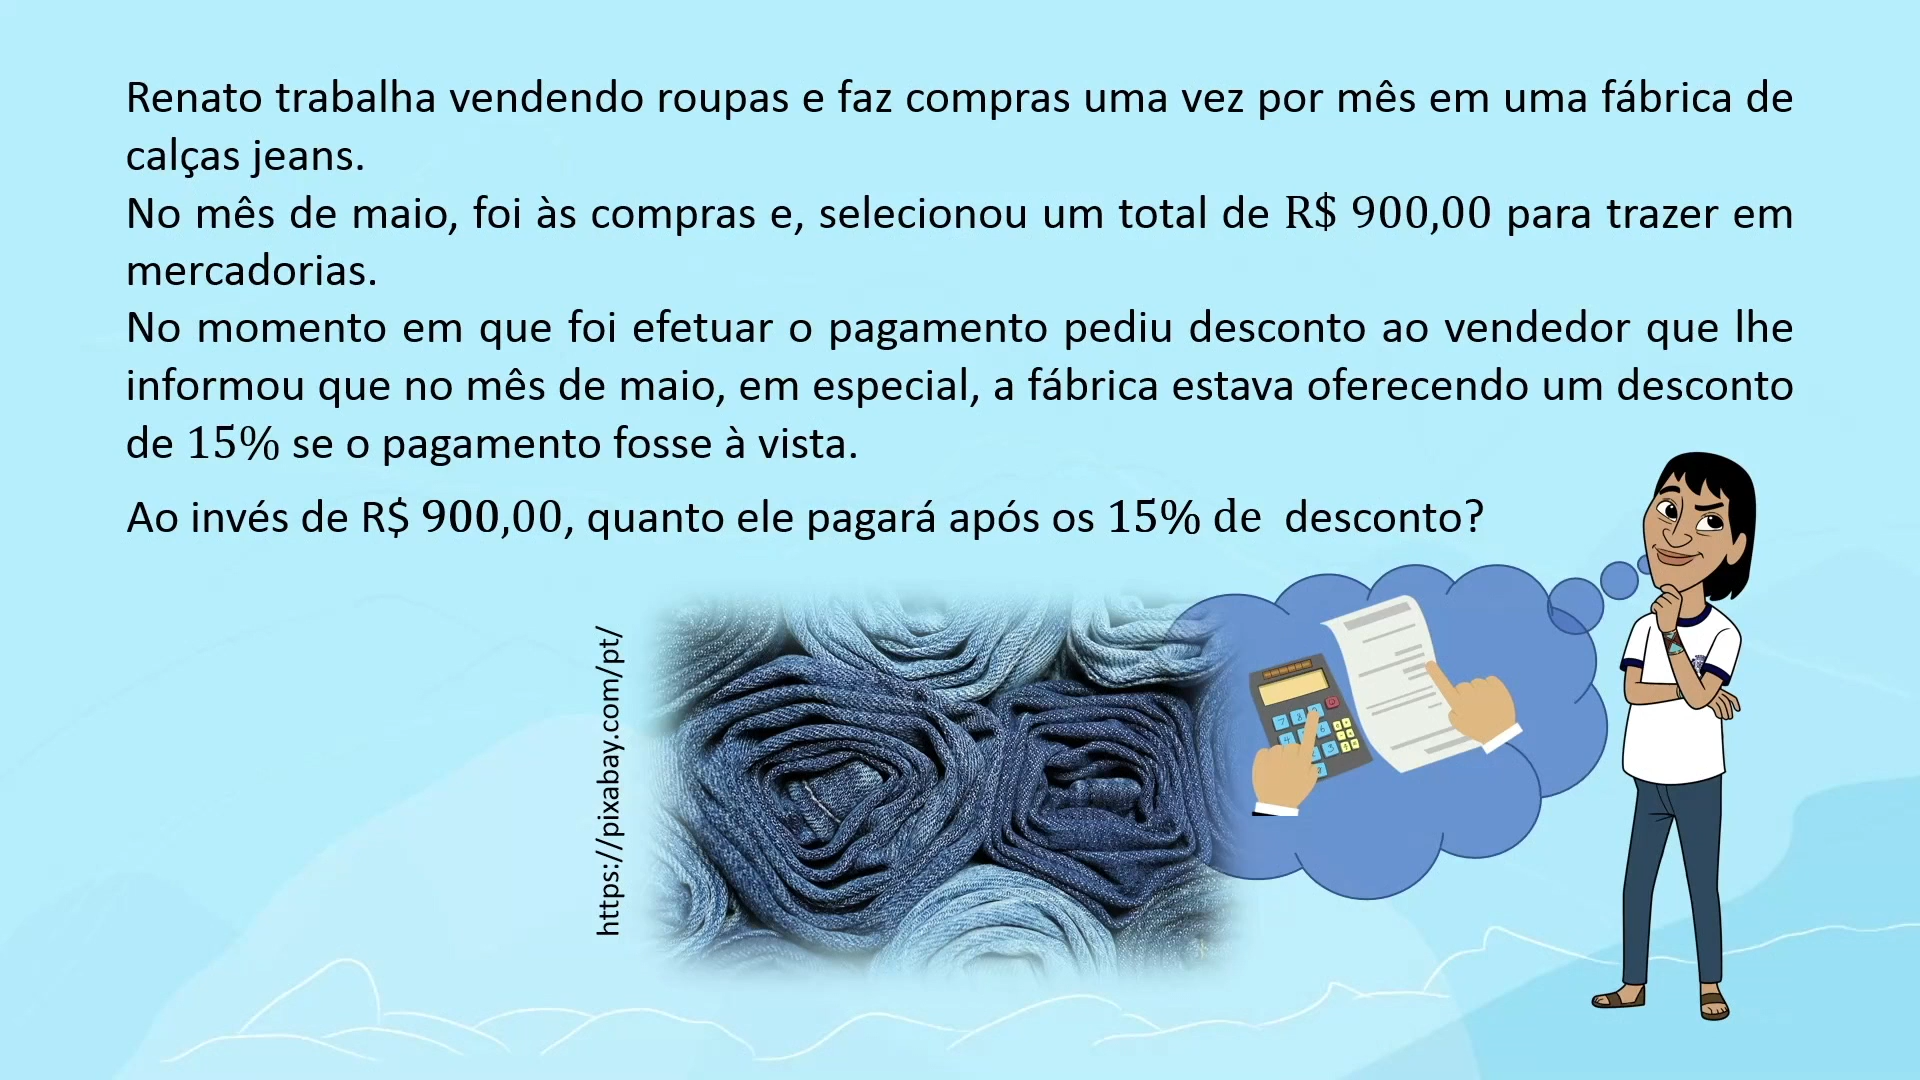 Renato trabalha vendendo roupas e faz compras uma vez por mês em uma fábrica de
calças jeans.
No mês de maio, foi às compras e, selecionou um total de R$ 900,00 para trazer em
mercadorias.
No momento em que foi efetuar o pagamento pediu desconto ao vendedor que lhe
informou que no mês de maio, em especial, a fábrica estava oferecendo um desconto
de 15% se o pagamento fosse à vista.
Ao invés de R$ 900,00, quanto ele pagará após os 15% de desconto?
https://pixabay.com/pt/